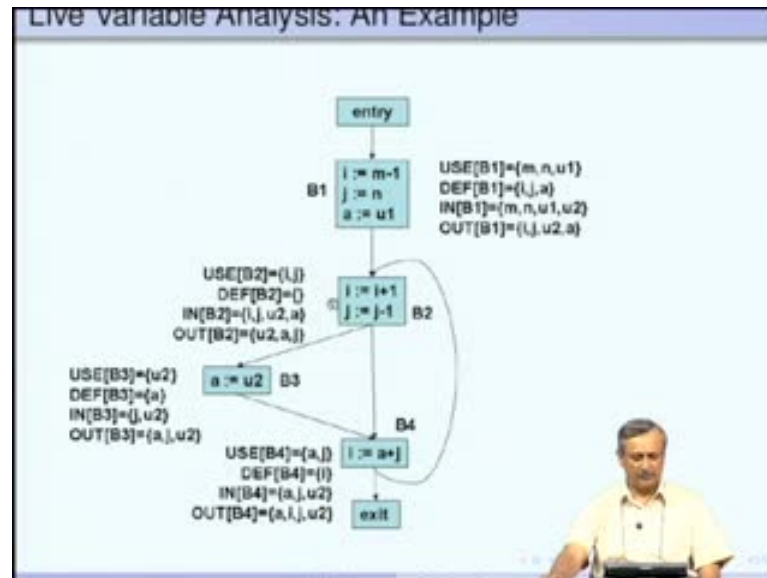 Live Variable Analysis: An Example
entry
B1
i := m-1
j := n
a := u1
USE[B1]={m,n,u1}
DEF[B1]={i,j,a}
IN[B1]={m,n,u1,u2}
OUT[B1]={i,j,u2,a}
USE[B2]={i,j}
DEF[B2]={}
IN[B2]={i,j,u2,a}
OUT[B2]={u2,a,j}
i := i+1
j := j-1
B2
USE[B3]={u2}
DEF[B3]={a}
IN[B3]={j,u2}
OUT[B3]={a,j,u2}
a := u2
B3
B4
USE[B4]={a,j}
DEF[B4]={i}
IN[B4]={a,j,u2}
OUT[B4]={a,i,j,u2}
i := a+j
exit